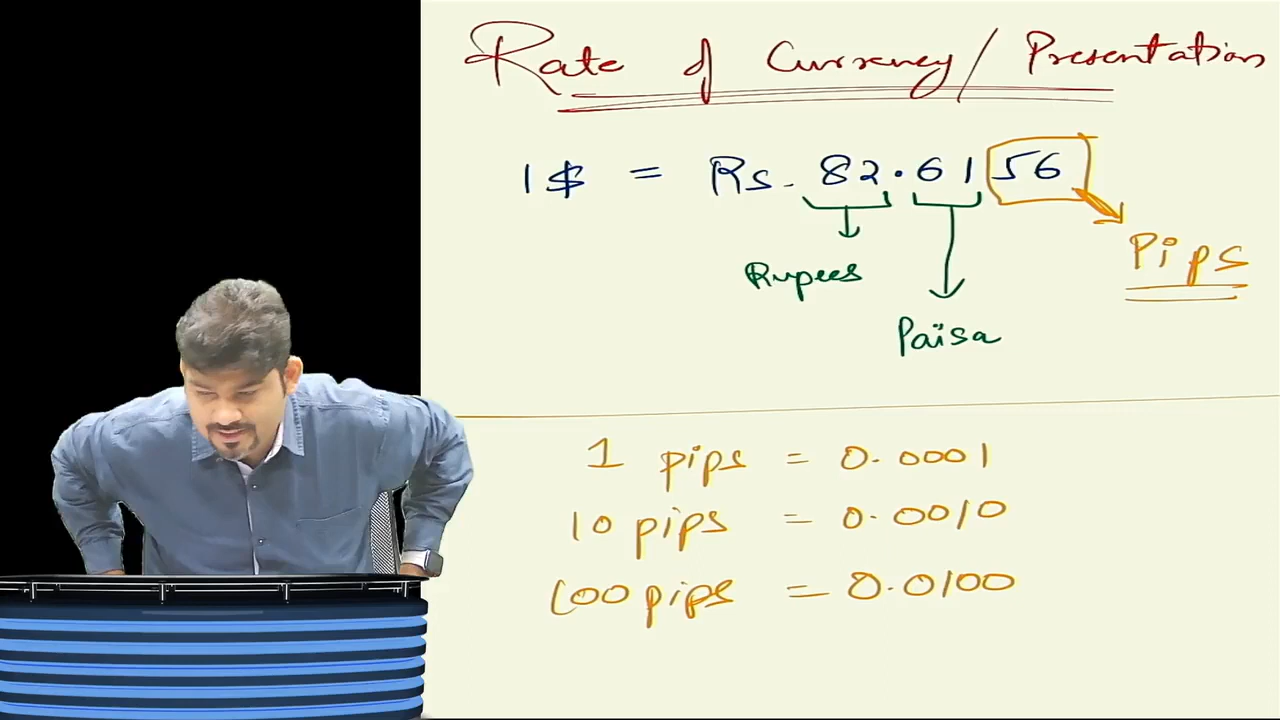 Rate of Currency/Presentation
1$ = Rs. 82.6156
Pips
Rupees
Paisa
1 pips = 0.0001
10 pips = 0.0010
100 pips = 0.0100